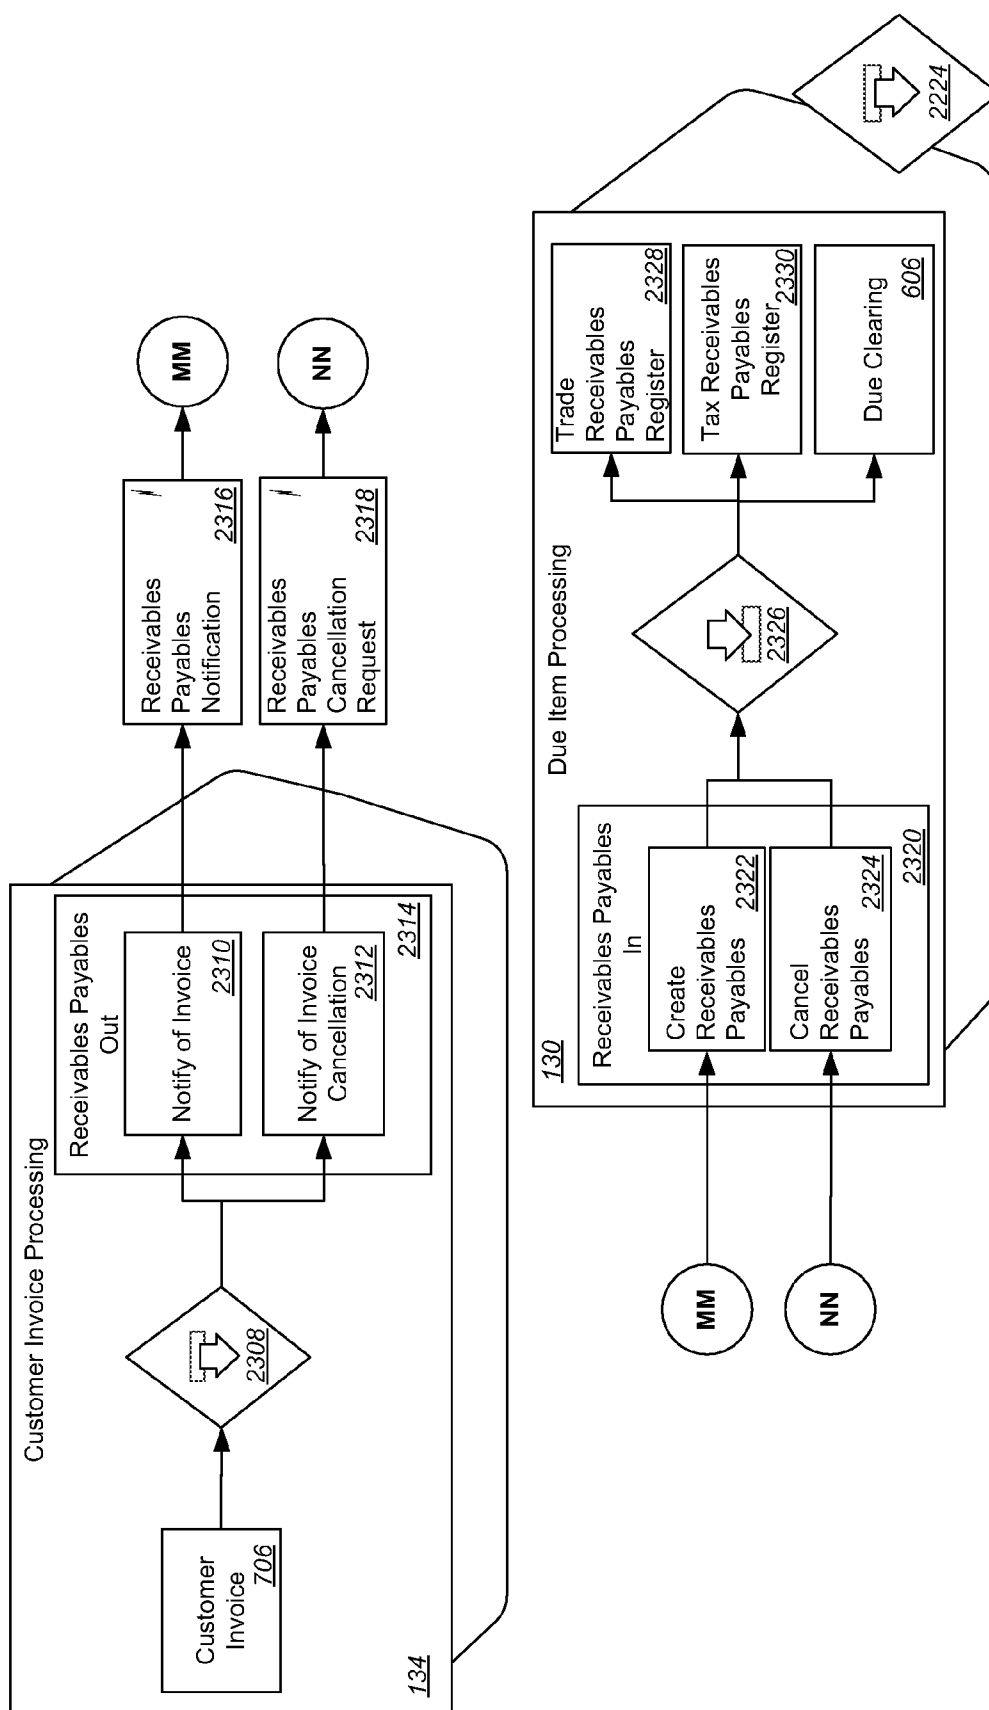 Customer Invoice Processing
134
Customer
Invoice
706
2308
Receivables Payables
Out
Notify of Invoice
2310
Notify of Invoice
Cancellation
2312
2314
Receivables
Payables
Notification
2316
Receivables
Payables
Cancellation
Request
2318
MM
NN
MM
NN
Due Item Processing
130
Receivables Payables
In
Create
Receivables
Payables
2322
Cancel
Receivables
Payables
2324
2320
2326
Trade
Receivables
Payables
Register
2328
Tax Receivables
Payables
Register
2330
Due Clearing
606
2224